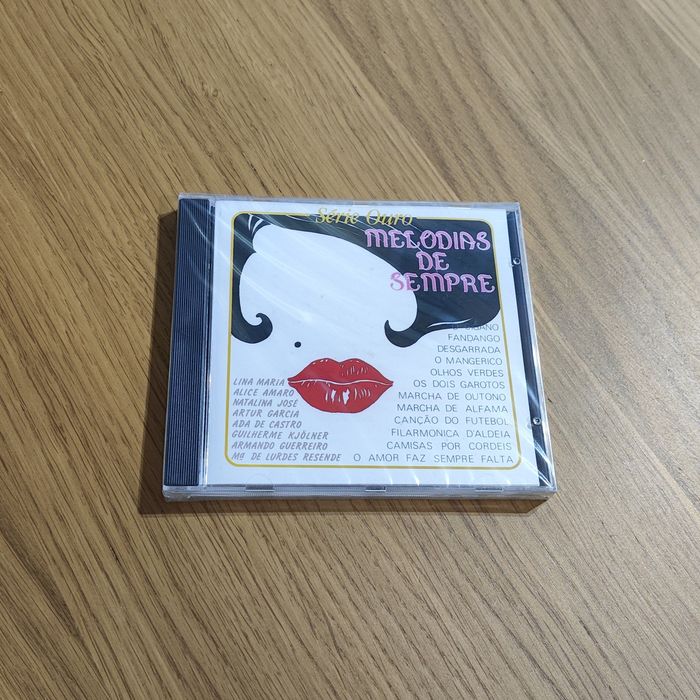 Série Ouro
MELODIAS
DE
SEMPRE
FANDANGO
DESGARRADA
O MANGERICO
OLHOS VERDES
OS DOIS GAROTOS
MARCHA DE OUTONO
MARCHA DE ALFAMA
CANÇÃO DO FUTEBOL
FILARMONICA D'ALDEIA
CAMISAS POR CORDEIS
O AMOR FAZ SEMPRE FALTA
LINA MARIA
ALICE AMARO
NATALINA JOSÉ
ARTUR GARCIA
ADA DE CASTRO
GUILHERME KJÖLNER
ARMANDO GUERREIRO
Mª DE LURDES RESENDE